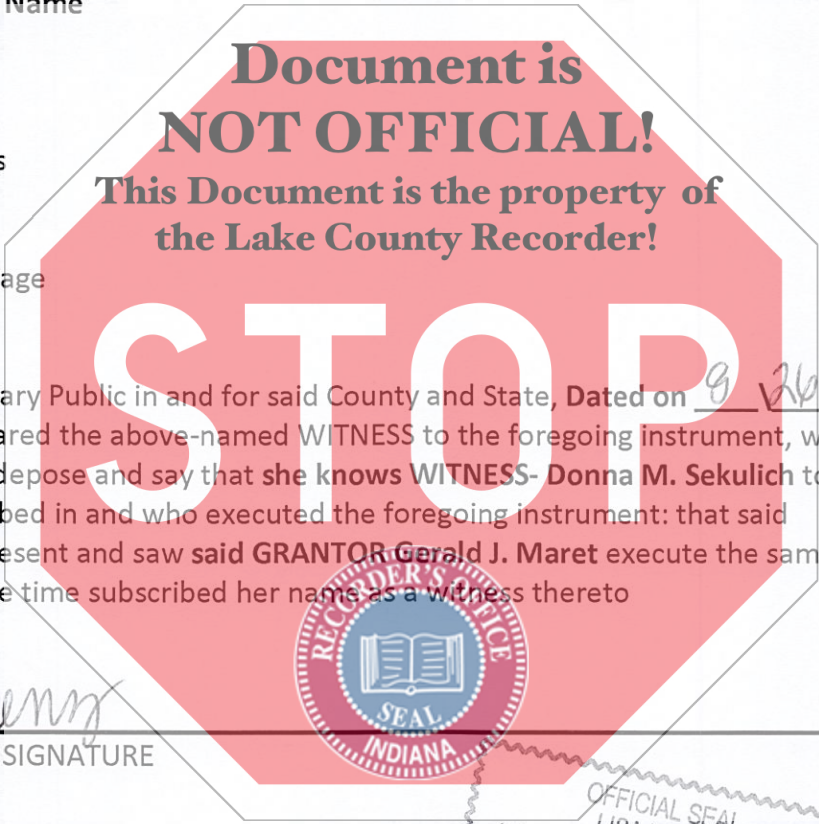 Name
Document is
NOT OFFICIAL!
This Document is the property of
the Lake County Recorder!
s
age
STOP
ary Public in and for said County and State, Dated on 8 \26
ared the above-named WITNESS to the foregoing instrument, w
depose and say that she knows WITNESS- Donna M. Sekulich to
bed in and who executed the foregoing instrument: that said
esent and saw said GRANTOR Gerald J. Maret execute the sam
e time subscribed her name as a witness thereto
RECORDER'S OFFICE
SEAL
INDIANA
SIGNATURE
OFFICIAL SEAL